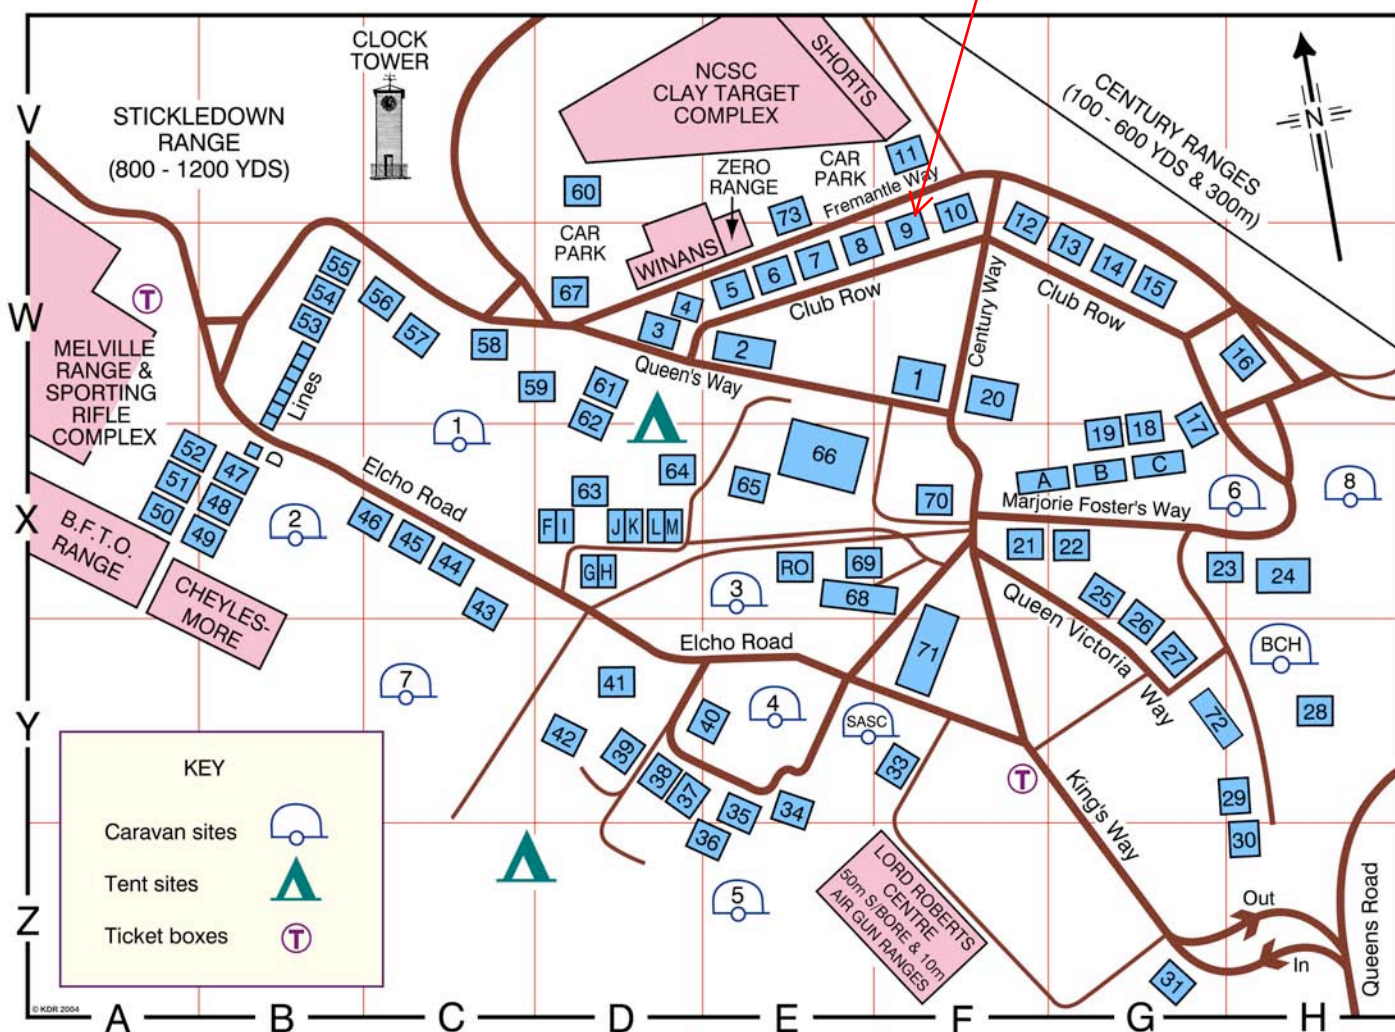 CLOCK
TOWER
STICKLEDOWN
RANGE
(800 - 1200 YDS)
NCSC
CLAY TARGET
COMPLEX
SHORTS
CENTURY RANGES
(100 - 600 YDS & 300m)
N
V
60
ZERO
RANGE
CAR
PARK
11
Fremantle Way
73
CAR
PARK
WINANS
67
4
3
5
6
7
8
9
10
12
13
14
15
16
Club Row
Club Row
Century Way
2
1
20
Queen's Way
W
T
MELVILLE
RANGE &
SPORTING
RIFLE
COMPLEX
55
54
53
56
57
58
59
61
62
Lines
D
1
52
51
50
47
48
49
2
Elcho Road
46
45
44
43
63
64
65
66
70
19
18
17
A
B
C
6
8
Marjorie Foster's Way
X
B.F.T.O.
RANGE
CHEYLES-
MORE
F
I
J
K
L
M
G
H
3
RO
69
68
21
22
23
24
25
26
27
Queen Victoria Way
BCH
28
7
Elcho Road
41
42
40
39
38
37
36
35
34
4
SASC
71
33
T
72
29
30
King's Way
Y
KEY
Caravan sites
Tent sites
Ticket boxes
T
5
LORD ROBERTS
CENTRE
50m S/BORE & 10m
AIR GUN RANGES
Z
Out
In
31
Queens Road
© KDR 2004
A
B
C
D
E
F
G
H